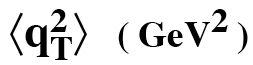 ⟨q_T^2⟩ ( GeV^2 )